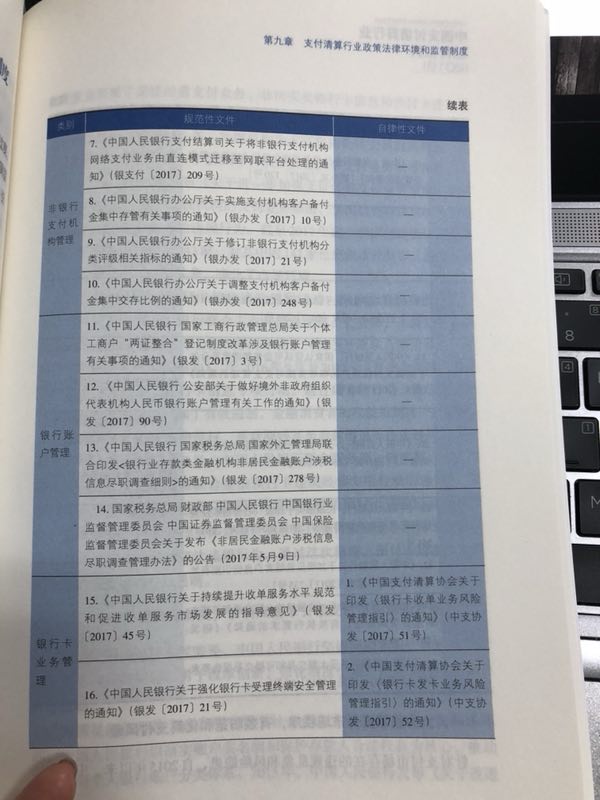 第九章 支付清算行业政策法律环境和监管制度
续表
类别
规范性文件
自律性文件
非银行
支付机
构管理
7.《中国人民银行支付结算司关于将非银行支付机构
网络支付业务由直连模式迁移至网联平台处理的通
知》（银支付〔2017〕209号）
—
8.《中国人民银行办公厅关于实施支付机构客户备付
金集中存管有关事项的通知》（银办发〔2017〕10号）
—
9.《中国人民银行办公厅关于修订非银行支付机构分
类评级相关指标的通知》（银办发〔2017〕21号）
—
10.《中国人民银行办公厅关于调整支付机构客户备付
金集中交存比例的通知》（银办发〔2017〕248号）
—
银行账
户管理
11.《中国人民银行 国家工商行政管理总局关于个体
工商户“两证整合”登记制度改革涉及银行账户管理
有关事项的通知》（银发〔2017〕3号）
—
12. 《中国人民银行 公安部关于做好境外非政府组织
代表机构人民币银行账户管理有关工作的通知》（银
发〔2017〕90号）
—
13.《中国人民银行 国家税务总局 国家外汇管理局联
合印发<银行业存款类金融机构非居民金融账户涉税
信息尽职调查细则>的通知》（银发〔2017〕278号）
—
14. 国家税务总局 财政部 中国人民银行 中国银行业
监督管理委员会 中国证券监督管理委员会 中国保险
监督管理委员会关于发布《非居民金融账户涉税信息
尽职调查管理办法》的公告（2017年5月9日）
—
银行卡
业务管
理
15.《中国人民银行关于持续提升收单服务水平 规范
和促进收单服务市场发展的指导意见》（银发
〔2017〕45号）
1. 《中国支付清算协会关于
印发〈银行卡收单业务风险
管理指引〉的通知》（中支协
发〔2017〕51号）
16.《中国人民银行关于强化银行卡受理终端安全管理
的通知》（银发〔2017〕21号）
2. 《中国支付清算协会关于
印发〈银行卡发卡业务风险
管理指引〉的通知》（中支协
发〔2017〕52号）
8